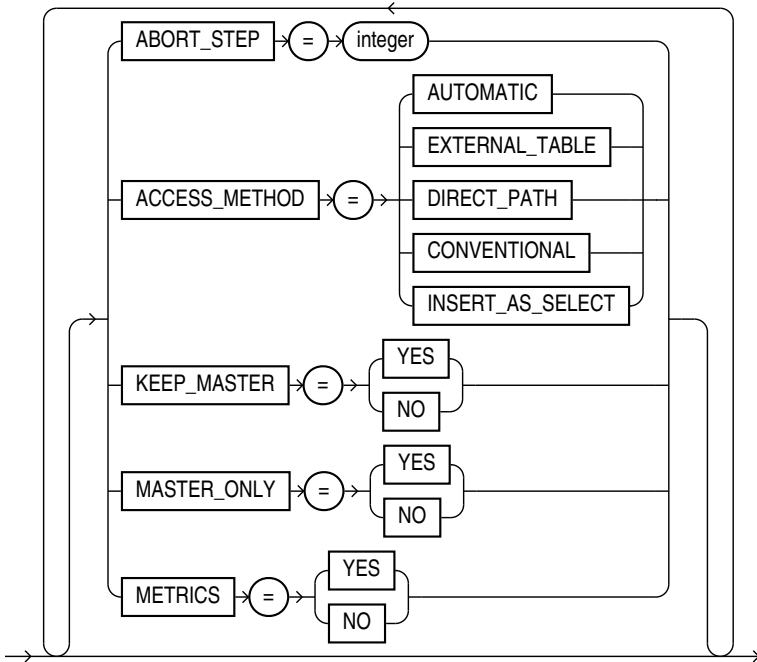 ABORT_STEP = integer
AUTOMATIC
EXTERNAL_TABLE
ACCESS_METHOD = DIRECT_PATH
CONVENTIONAL
INSERT_AS_SELECT
YES
KEEP_MASTER =
NO
YES
MASTER_ONLY =
NO
YES
METRICS =
NO